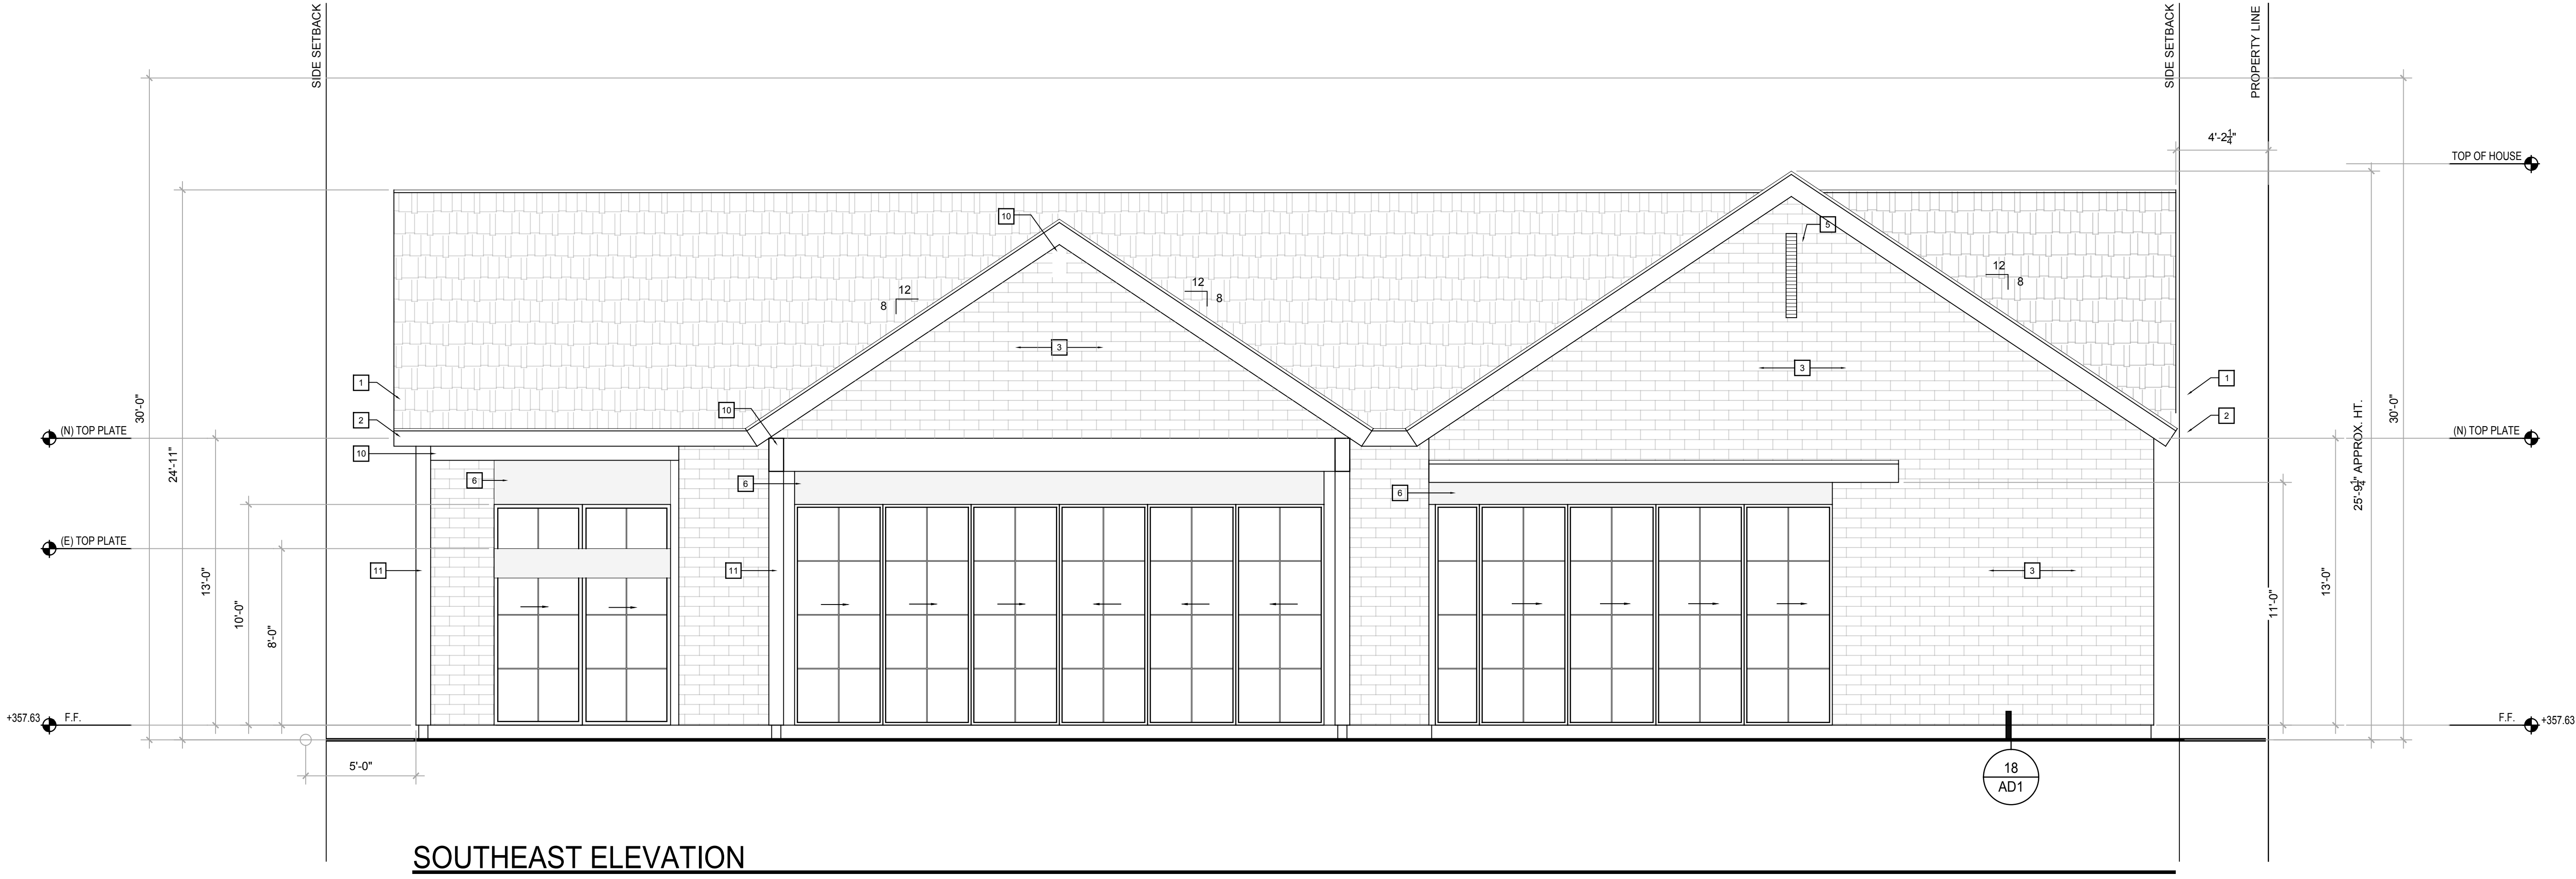 SIDE SETBACK
SIDE SETBACK
PROPERTY LINE
4'-2¼"
TOP OF HOUSE
10
5
12
8
12
8
12
8
3
3
1
1
30'-0"
2
10
2
30'-0"
(N) TOP PLATE
(N) TOP PLATE
10
24'-11"
6
6
6
25'-9¼" APPROX. HT.
(E) TOP PLATE
13'-0"
11
11
3
13'-0"
10'-0"
11'-0"
8'-0"
+357.63 F.F.
F.F. +357.63
5'-0"
18
AD1
SOUTHEAST ELEVATION